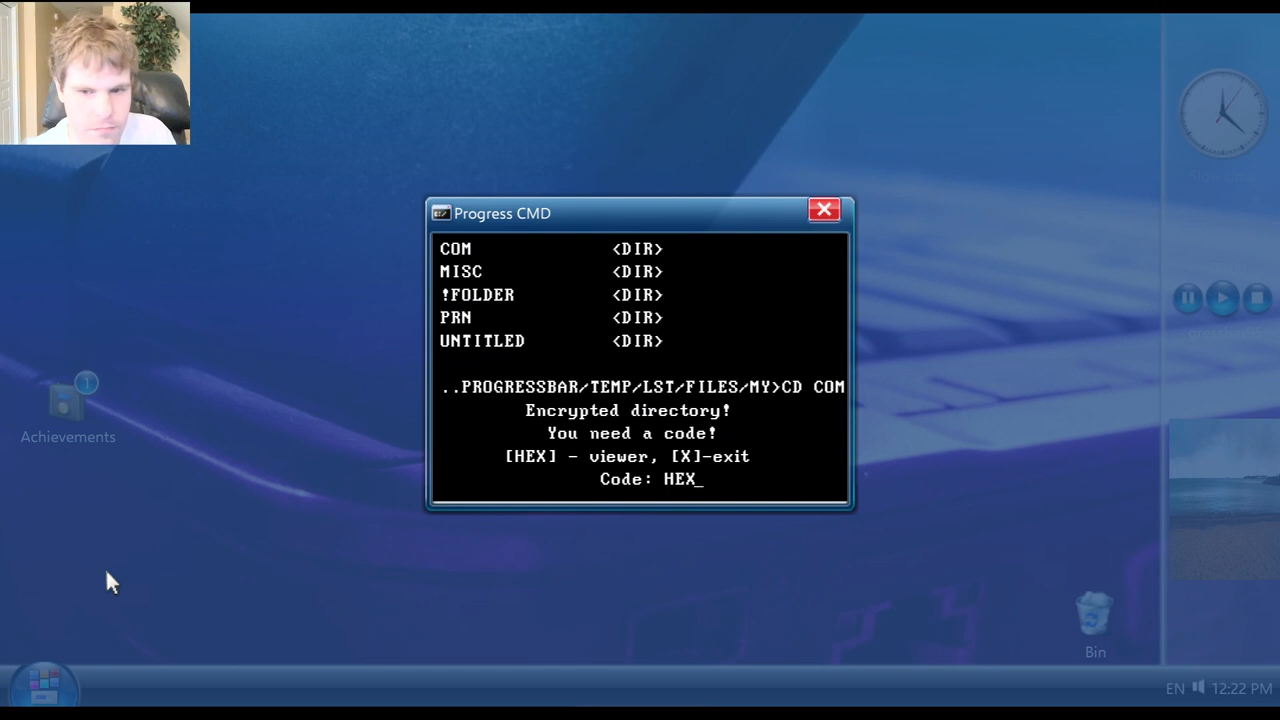 Progress CMD
COM <DIR>
MISC <DIR>
!FOLDER <DIR>
PRN <DIR>
UNTITLED <DIR>
..PROGRESSBAR/TEMP/LST/FILES/MY>CD COM
Encrypted directory!
You need a code!
[HEX] - viewer, [X]-exit
Code: HEX_
1
Achievements
Bin
EN 12:22 PM